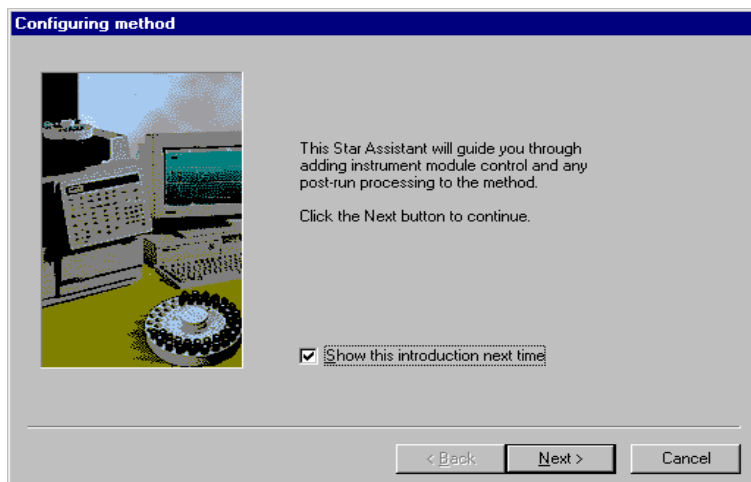 Configuring method
This Star Assistant will guide you through
adding instrument module control and any
post-run processing to the method.
Click the Next button to continue.
Show this introduction next time
< Back
Next >
Cancel